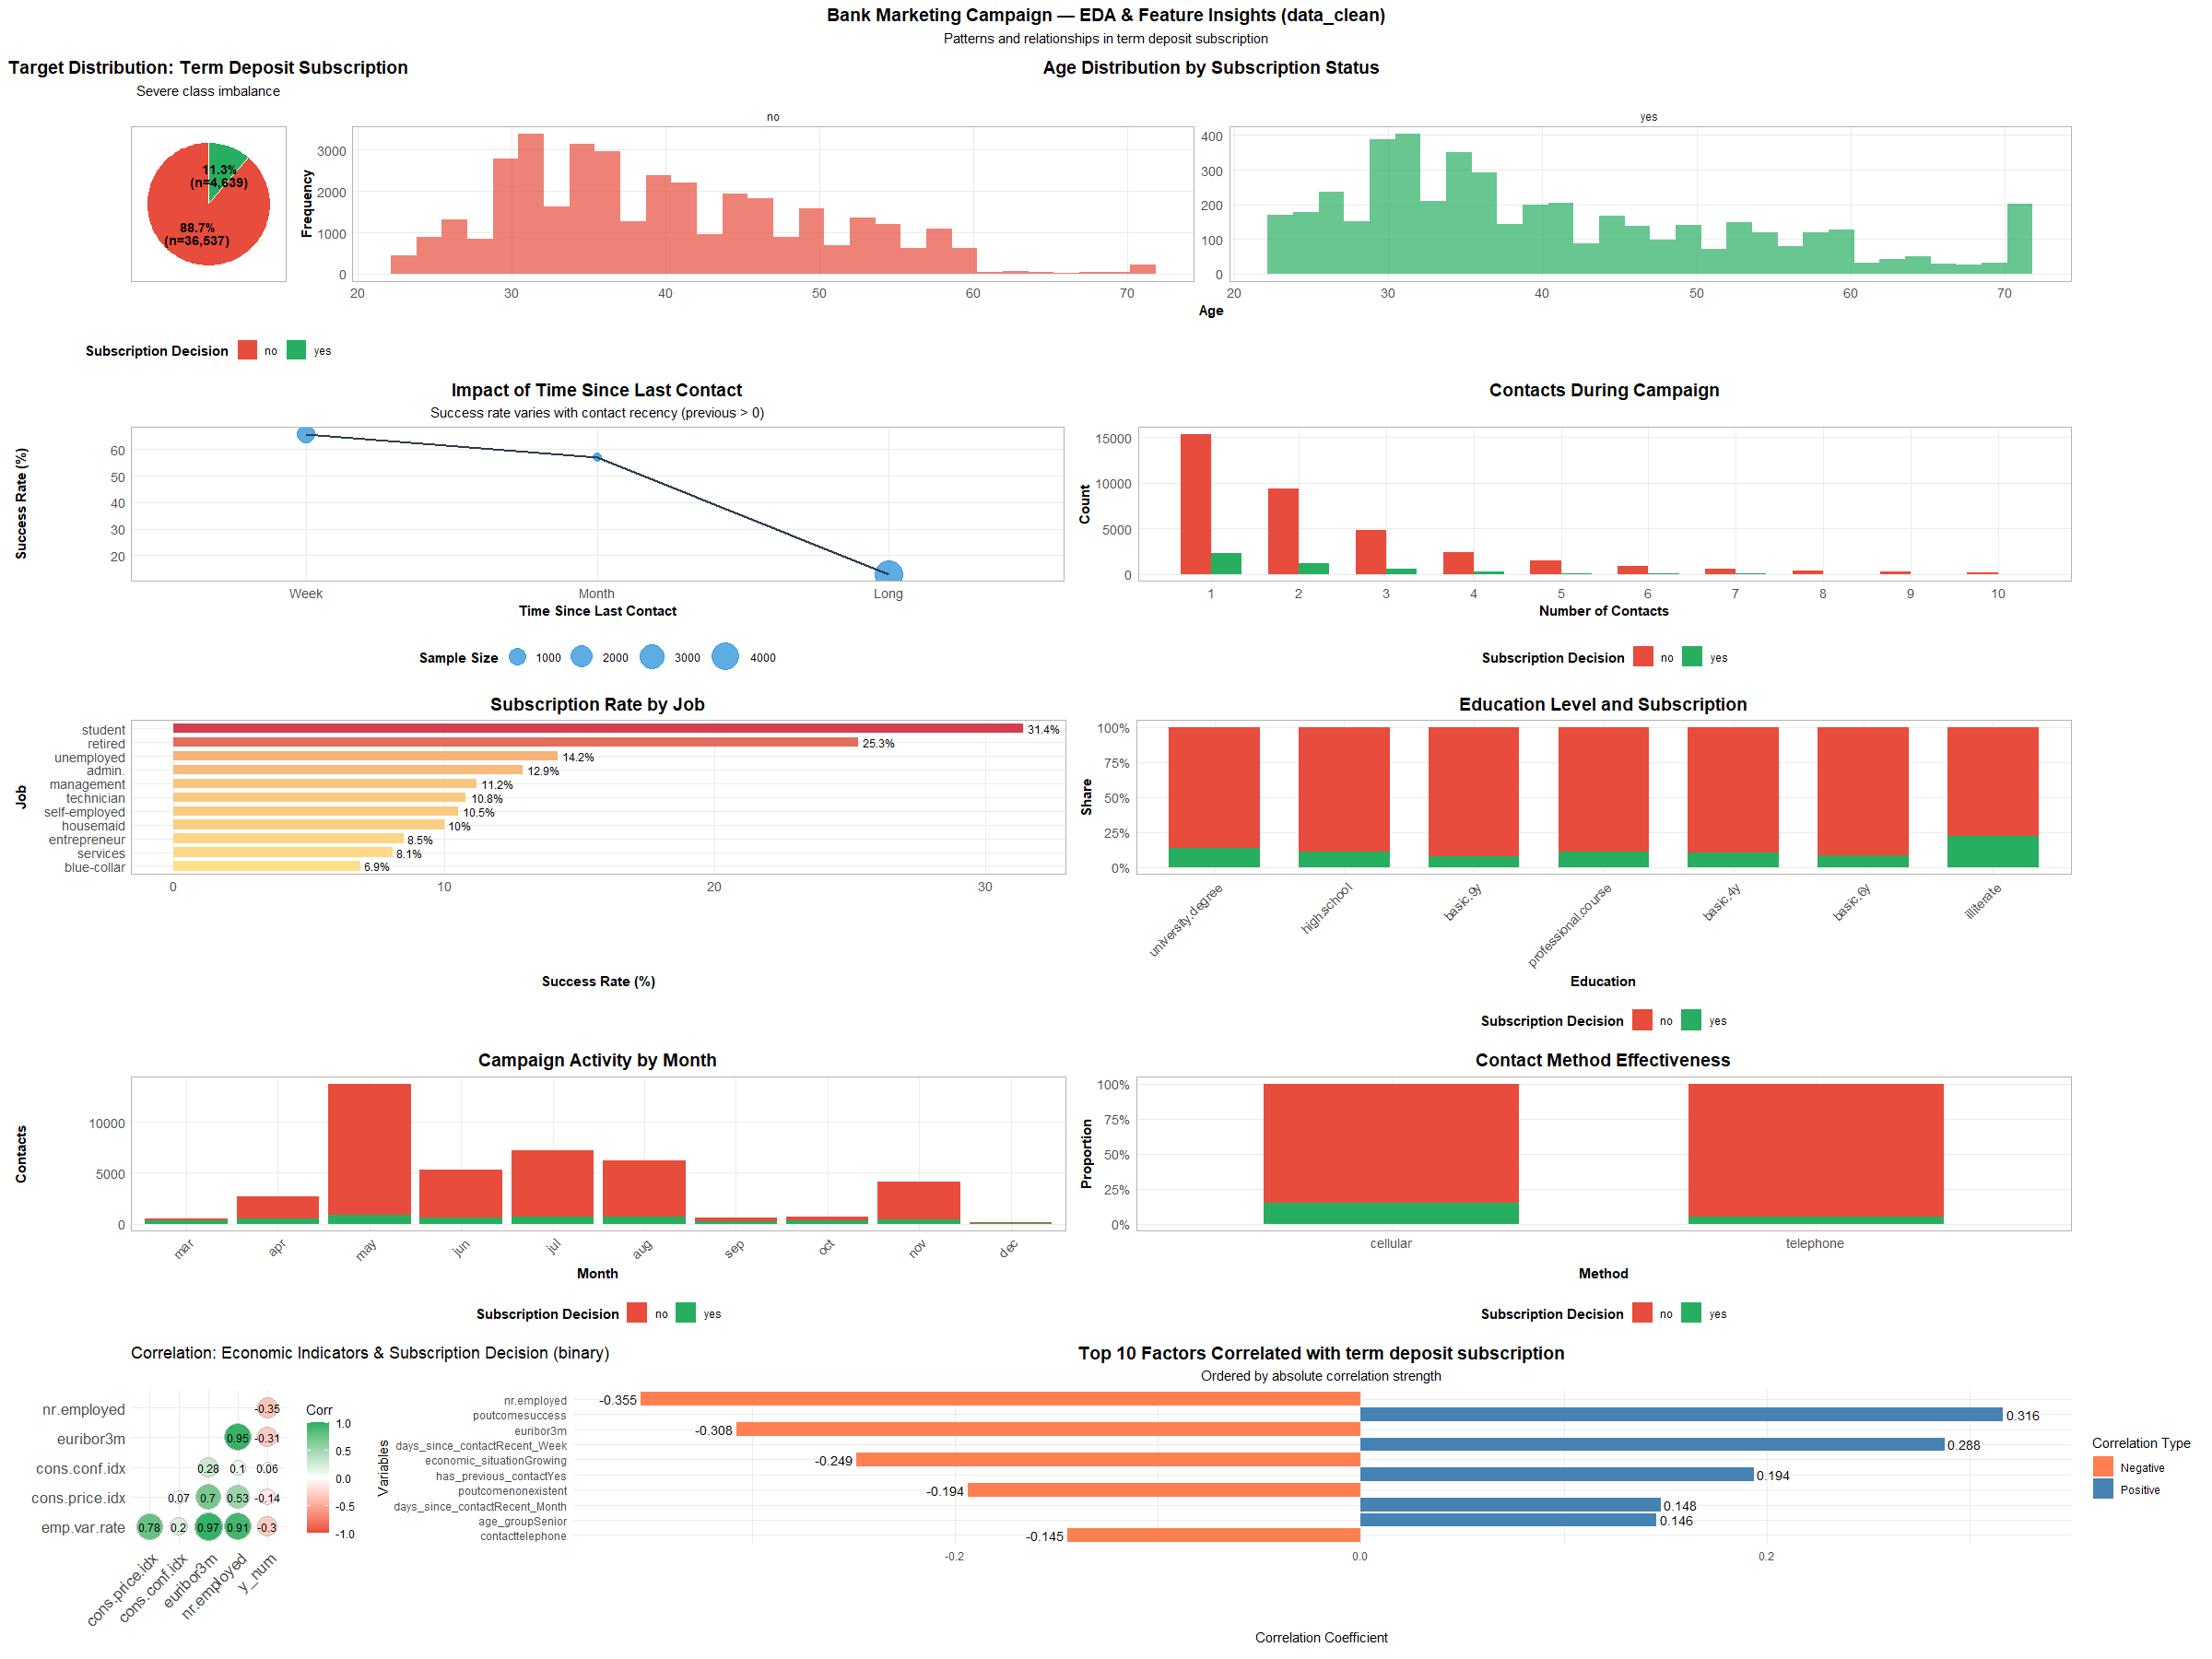 Bank Marketing Campaign — EDA & Feature Insights (data_clean)
Patterns and relationships in term deposit subscription
Target Distribution: Term Deposit Subscription
Severe class imbalance
11.3%
(n=4,639)
88.7%
(n=36,537)
Subscription Decision no yes
Age Distribution by Subscription Status
no
yes
Frequency
3000
2000
1000
0
20 30 40 50 60 70
400
300
200
100
0
20 30 40 50 60 70
Age
Impact of Time Since Last Contact
Success rate varies with contact recency (previous > 0)
Success Rate (%)
60
50
40
30
20
Week Month Long
Time Since Last Contact
Sample Size 1000 2000 3000 4000
Contacts During Campaign
Count
15000
10000
5000
0
1 2 3 4 5 6 7 8 9 10
Number of Contacts
Subscription Decision no yes
Subscription Rate by Job
Job
student 31.4%
retired 25.3%
unemployed 14.2%
admin. 12.9%
management 11.2%
technician 10.8%
self-employed 10.5%
housemaid 10%
entrepreneur 8.5%
services 8.1%
blue-collar 6.9%
0 10 20 30
Success Rate (%)
Education Level and Subscription
Share
100%
75%
50%
25%
0%
university.degree
high.school
basic.9y
professional.course
basic.4y
basic.6y
illiterate
Education
Subscription Decision no yes
Campaign Activity by Month
Contacts
10000
5000
0
mar apr may jun jul aug sep oct nov dec
Month
Subscription Decision no yes
Contact Method Effectiveness
Proportion
100%
75%
50%
25%
0%
cellular telephone
Method
Subscription Decision no yes
Correlation: Economic Indicators & Subscription Decision (binary)
nr.employed -0.35
euribor3m 0.95 -0.31
cons.conf.idx 0.28 0.1 0.06
cons.price.idx 0.07 0.7 0.53 -0.14
emp.var.rate 0.78 0.2 0.97 0.91 -0.3
cons.price.idx
cons.conf.idx
euribor3m
nr.employed
y_num
Corr
1.0
0.5
0.0
-0.5
-1.0
Top 10 Factors Correlated with term deposit subscription
Ordered by absolute correlation strength
Variables
nr.employed -0.355
poutcomesuccess 0.316
euribor3m -0.308
days_since_contactRecent_Week 0.288
economic_situationGrowing -0.249
has_previous_contactYes 0.194
poutcomenonexistent -0.194
days_since_contactRecent_Month 0.148
age_groupSenior 0.146
contacttelephone -0.145
-0.2 0.0 0.2
Correlation Coefficient
Correlation Type
Negative
Positive